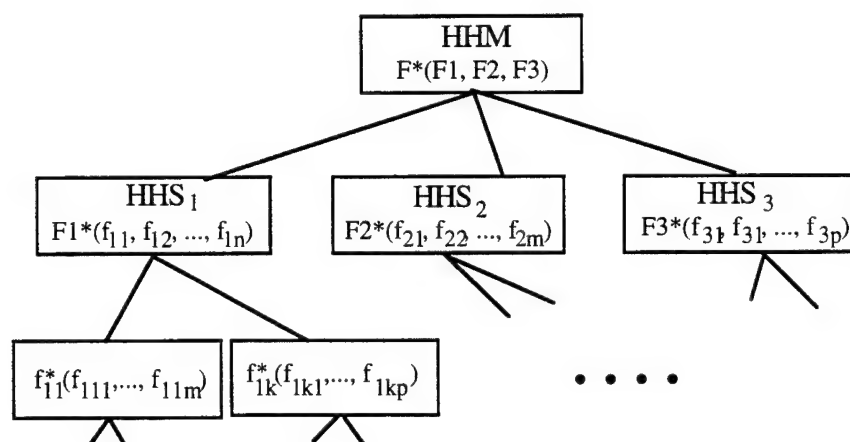 HHM
F*(F1, F2, F3)
HHS₁
F1*(f₁₁, f₁₂, ..., f₁ₙ)
HHS₂
F2*(f₂₁, f₂₂, ..., f₂ₘ)
HHS₃
F3*(f₃₁, f₃₁, ..., f₃ₚ)
f*₁₁(f₁₁₁,..., f₁₁ₘ)
f*₁ₖ(f₁ₖ₁,..., f₁ₖₚ)